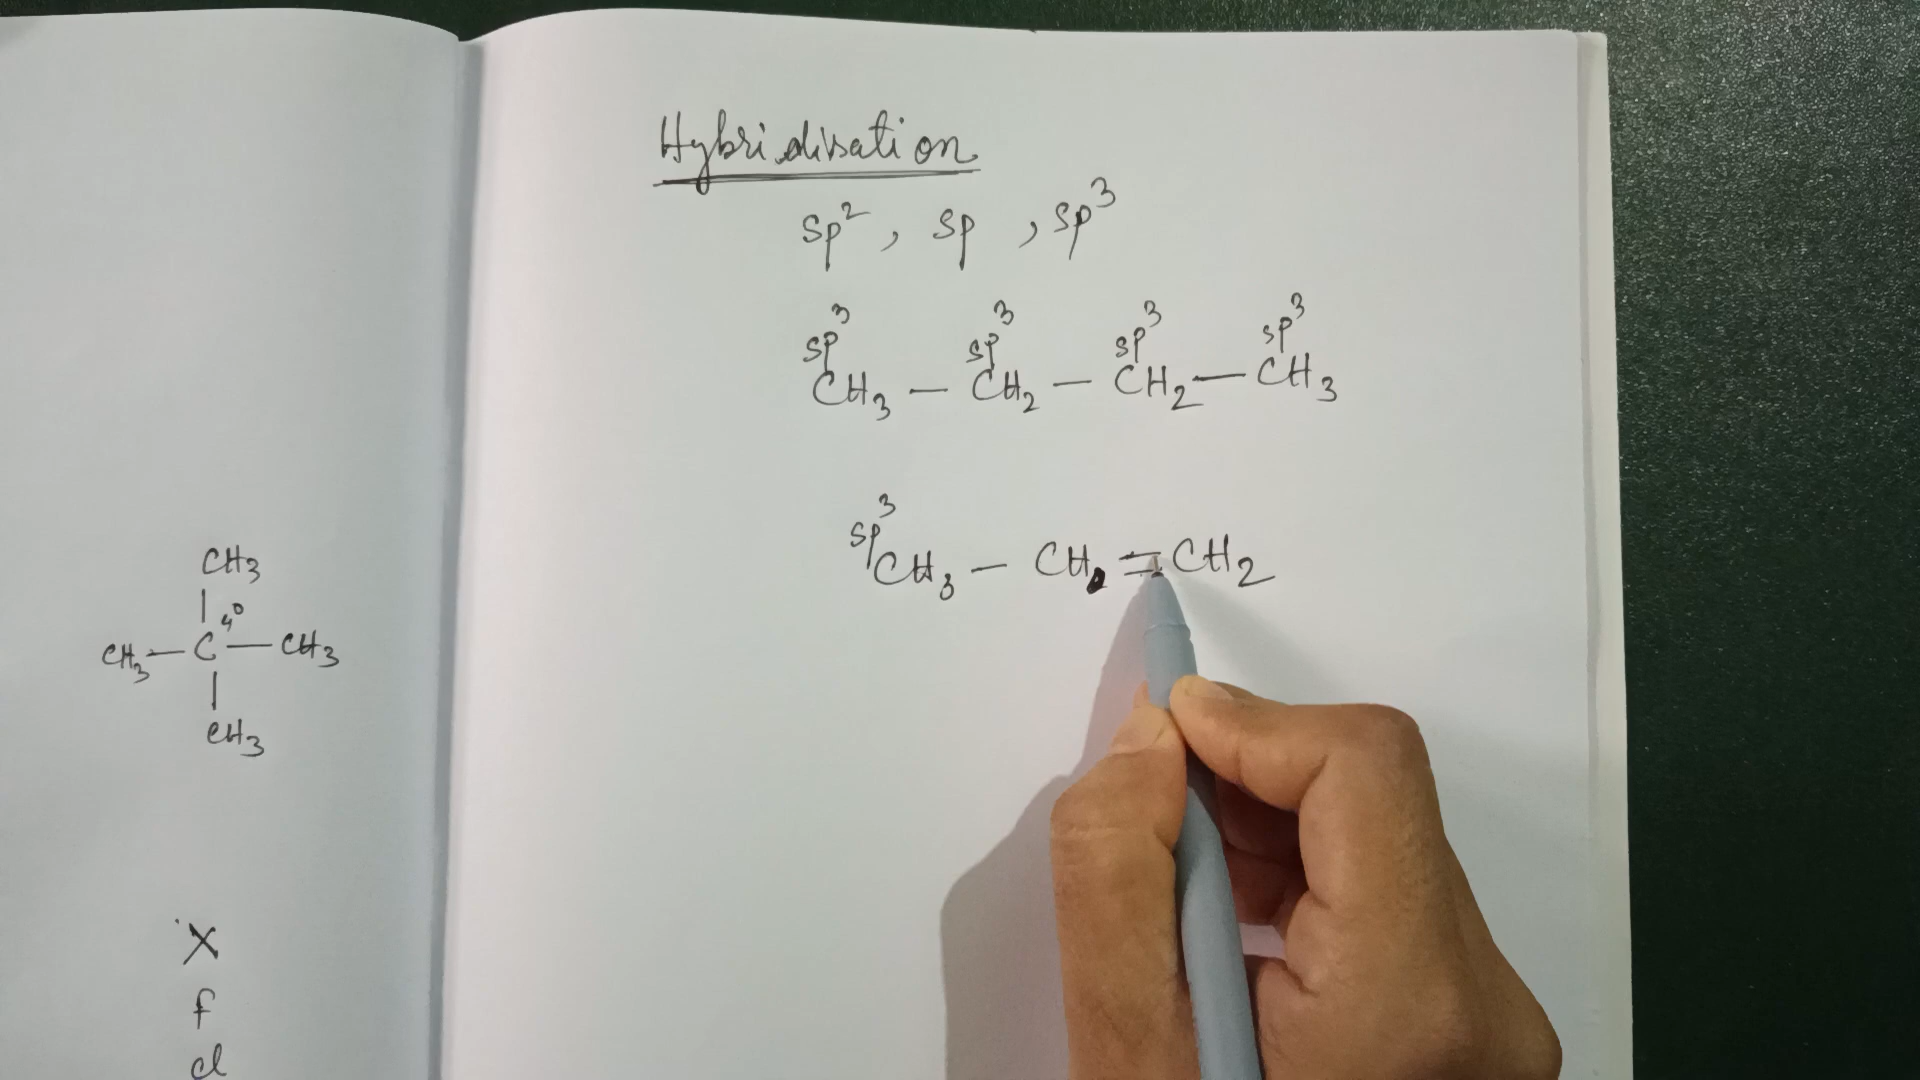 CH3
|
CH3 — C 4° — CH3
|
CH3
X
f
cl
Hybridisation
sp², sp, sp³
sp³ sp³ sp³ sp³
CH3 — CH2 — CH2 — CH3
sp³
CH3 — CH = CH2